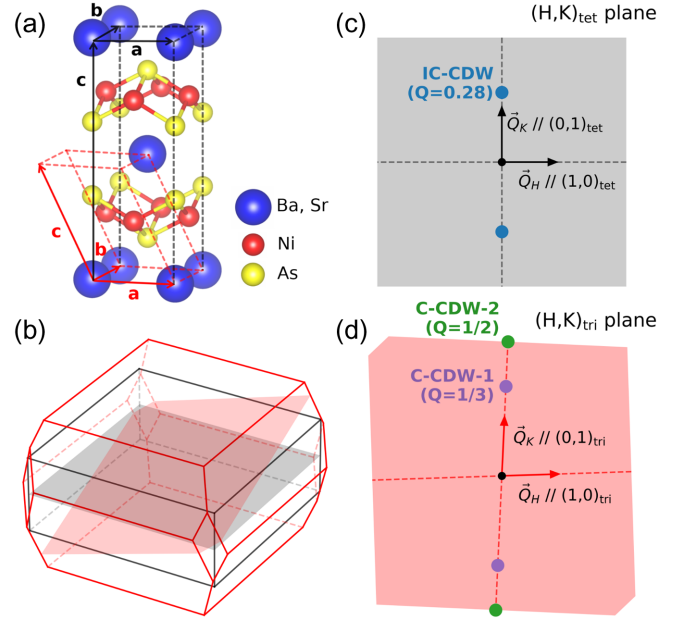 (a)
b
a
c
c
b
a
Ba, Sr
Ni
As
(b)
(c)
(H,K)tet plane
IC-CDW
(Q=0.28)
Q⃗K // (0,1)tet
Q⃗H // (1,0)tet
(H,K)tri plane
C-CDW-2
(Q=1/2)
(d)
C-CDW-1
(Q=1/3)
Q⃗K // (0,1)tri
Q⃗H // (1,0)tri